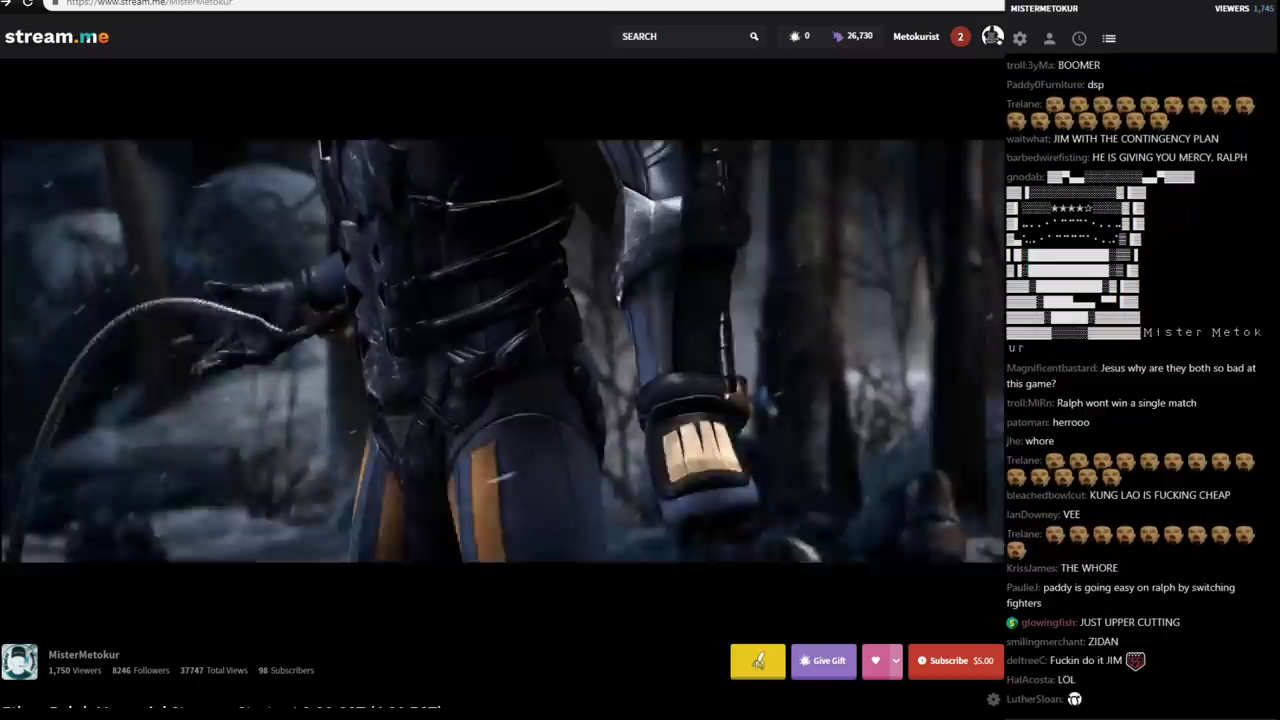 https://www.stream.me/MisterMetokur
MISTERMETOKUR VIEWERS 1,745
stream.me SEARCH 0 26,730 Metokurist 2
troll:3yMa: BOOMER
Paddy0Furniture: dsp
Trelane:
waitwhat: JIM WITH THE CONTINGENCY PLAN
barbedwirefisting: HE IS GIVING YOU MERCY, RALPH
gnodab:
Mister Metok
ur
Magnificentbastard: Jesus why are they both so bad at
this game?
troll:MiRn: Ralph wont win a single match
patoman: herrooo
Jhe: whore
Trelane:
bleachedbowlcut: KUNG LAO IS FUCKING CHEAP
IanDowney: VEE
Trelane:
KrissJames: THE WHORE
PaulieJ: paddy is going easy on ralph by switching
fighters
glowingfish: JUST UPPER CUTTING
smilingmerchant: ZIDAN
deltreeC: Fuckin do it JIM
HalAcosta: LOL
LutherSloan:
MisterMetokur
1,750 Viewers 8246 Followers 37747 Total Views 98 Subscribers
Give Gift
Subscribe $5.00